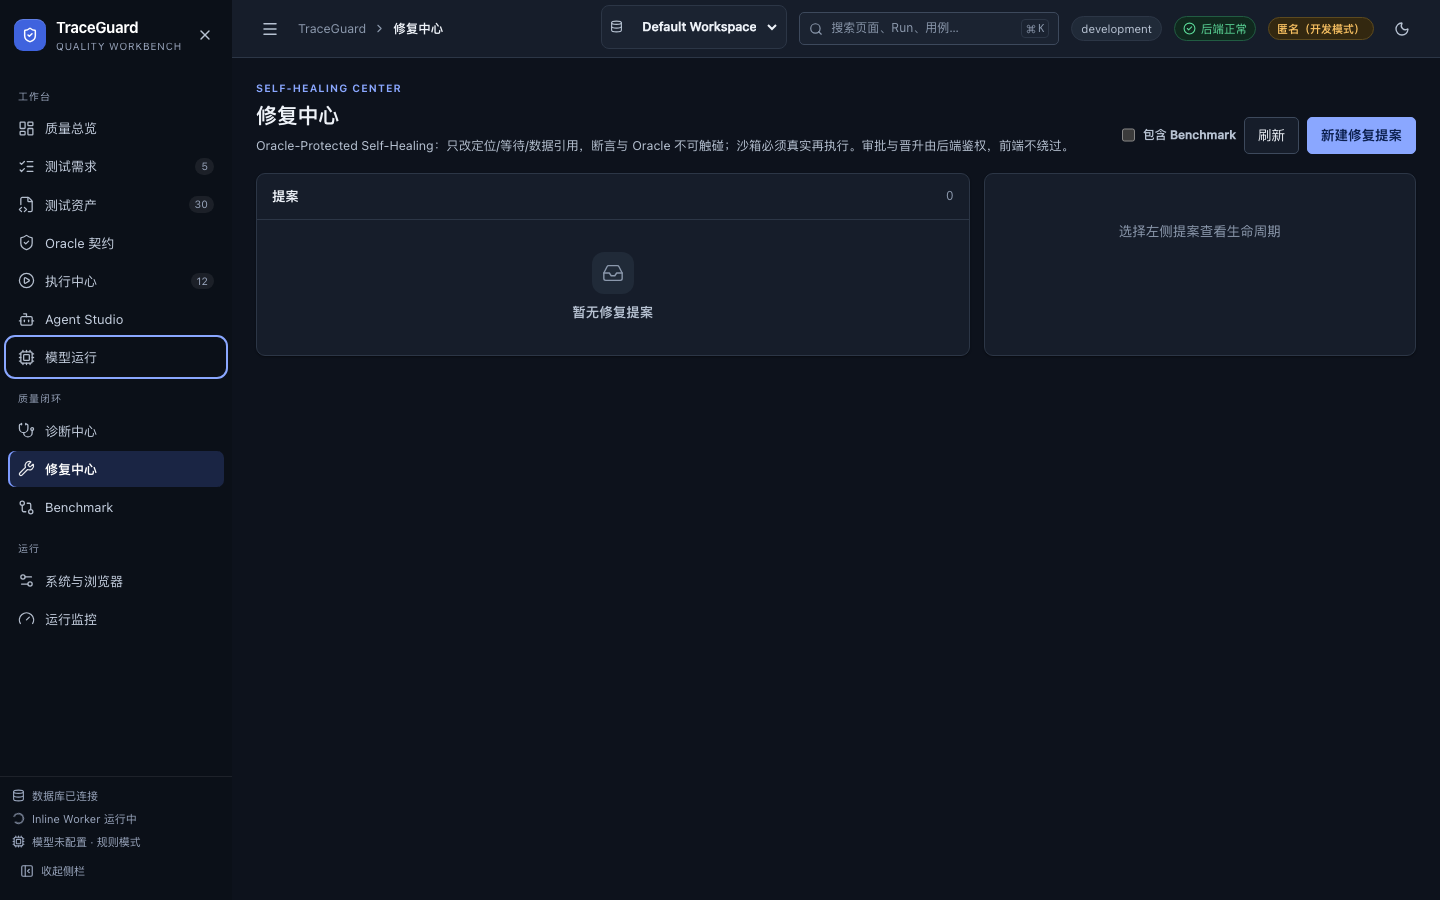 TraceGuard
QUALITY WORKBENCH
工作台
质量总览
测试需求 5
测试资产 30
Oracle 契约
执行中心 12
Agent Studio
模型运行
质量闭环
诊断中心
修复中心
Benchmark
运行
系统与浏览器
运行监控
数据库已连接
Inline Worker 运行中
模型未配置 · 规则模式
收起侧栏
TraceGuard > 修复中心
Default Workspace
搜索页面、Run、用例... ⌘ K
development
后端正常
匿名（开发模式）
SELF-HEALING CENTER
修复中心
Oracle-Protected Self-Healing：只改定位/等待/数据引用，断言与 Oracle 不可触碰；沙箱必须真实再执行。审批与晋升由后端鉴权，前端不绕过。
包含 Benchmark
刷新
新建修复提案
提案 0
暂无修复提案
选择左侧提案查看生命周期